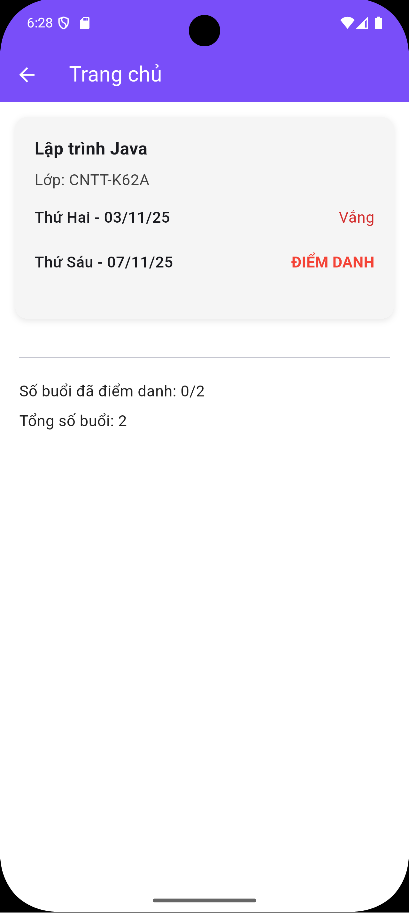 6:28
Trang chủ
Lập trình Java
Lớp: CNTT-K62A
Thứ Hai - 03/11/25 Vắng
Thứ Sáu - 07/11/25 ĐIỂM DANH
Số buổi đã điểm danh: 0/2
Tổng số buổi: 2